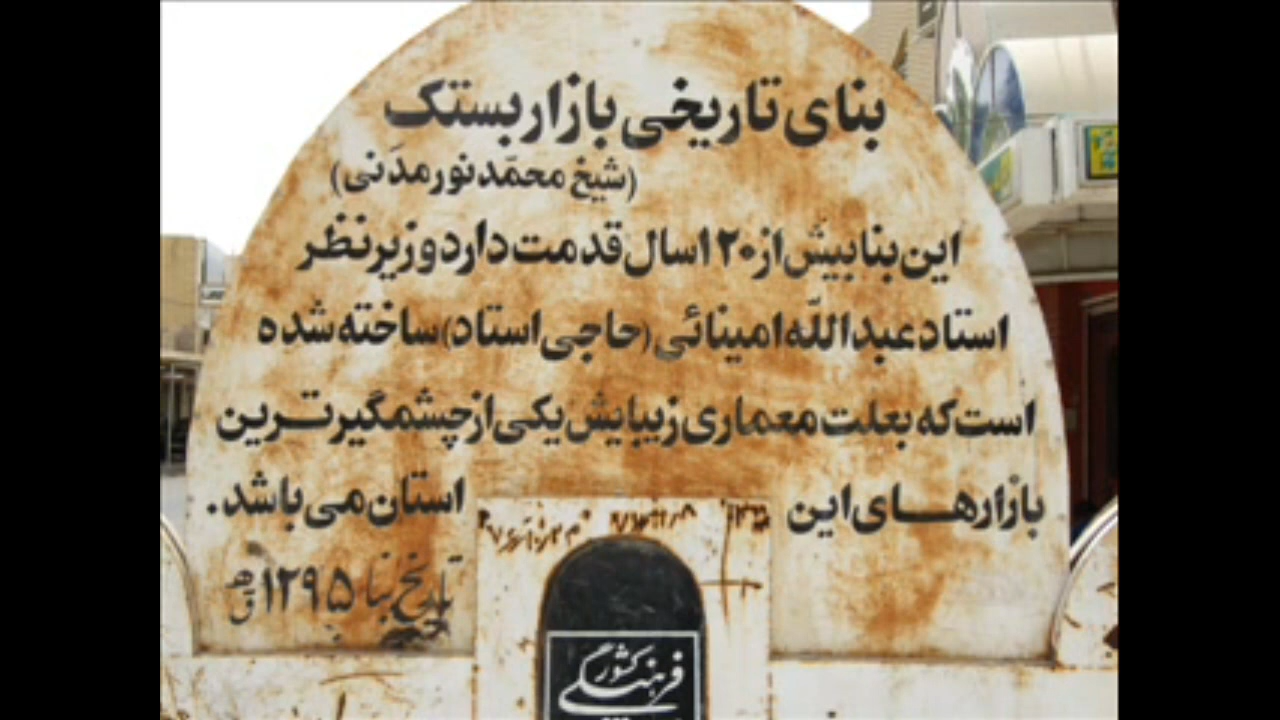 بنای تاریخی بازار بستک
(شیخ محمّد نور مدَنی)
این بنا بیش از ۱۲۰ سال قدمت دارد و زیر نظر
استاد عبداللّه امینائی (حاجی استاد) ساخته شده
است که بعلت معماری زیبایش یکی از چشمگیرترین
بازارهای این استان می باشد.
تاریخ بنا ۱۲۹۵ ه ق
فرهنگی کشور